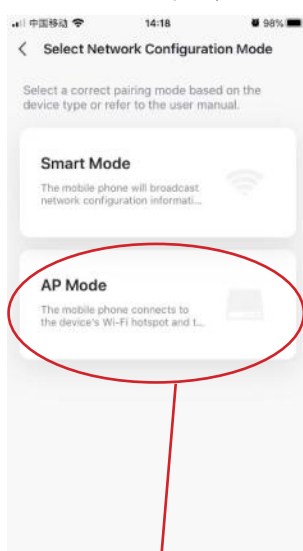 中国移动 14:18 98%
Select Network Configuration Mode
Select a correct pairing mode based on the
device type or refer to the user manual.
Smart Mode
The mobile phone will broadcast
network configuration informati...
AP Mode
The mobile phone connects to
the device's Wi-Fi hotspot and t...